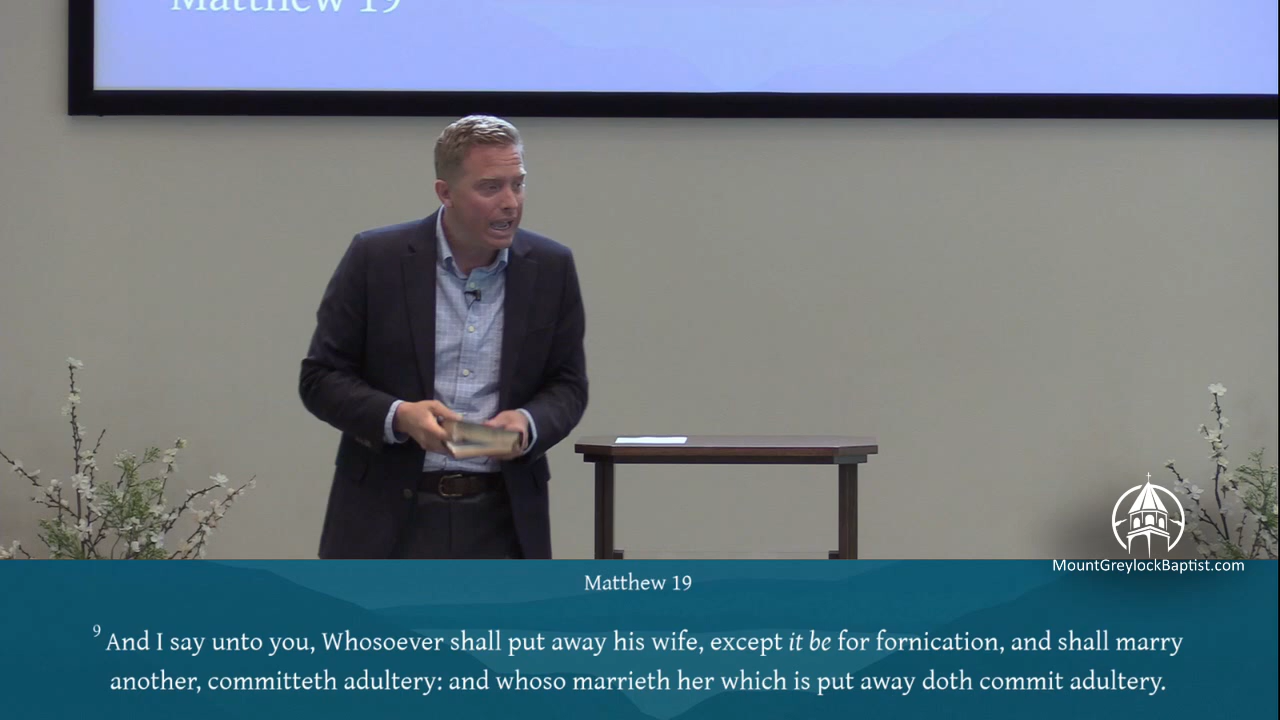 Matthew 19
MountGreylockBaptist.com
Matthew 19
9 And I say unto you, Whosoever shall put away his wife, except it be for fornication, and shall marry
another, committeth adultery: and whoso marrieth her which is put away doth commit adultery.